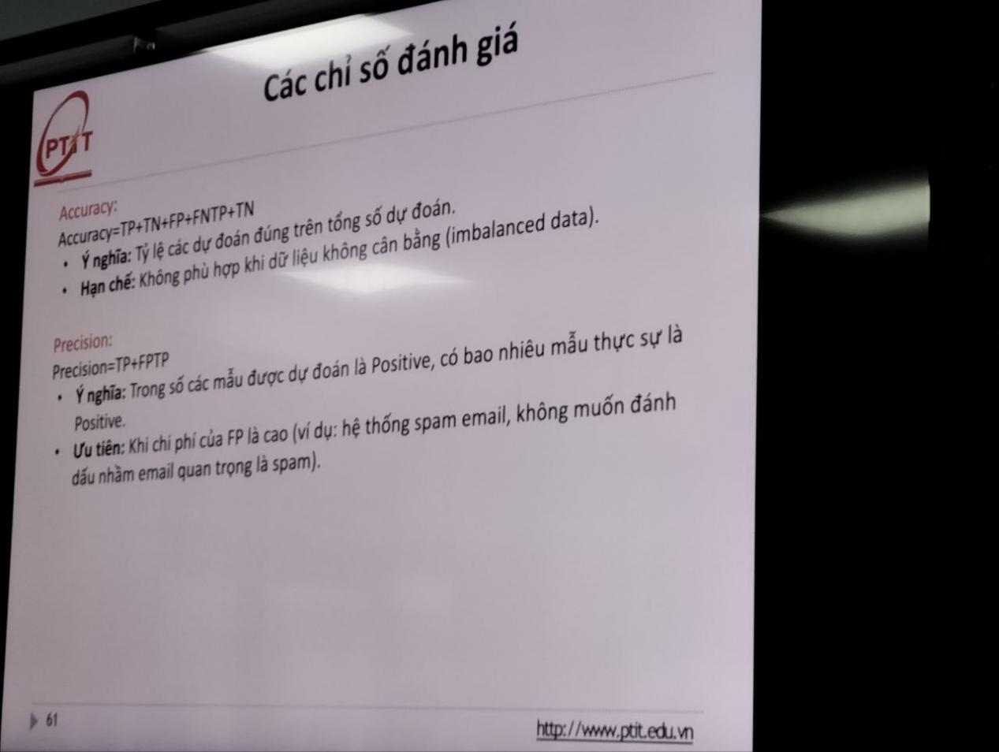 Các chỉ số đánh giá
PTIT
Accuracy:
Accuracy=TP+TN+FP+FNTP+TN
• Ý nghĩa: Tỷ lệ các dự đoán đúng trên tổng số dự đoán.
• Hạn chế: Không phù hợp khi dữ liệu không cân bằng (imbalanced data).
Precision:
Precision=TP+FPTP
• Ý nghĩa: Trong số các mẫu được dự đoán là Positive, có bao nhiêu mẫu thực sự là
Positive.
• Ưu tiên: Khi chi phí của FP là cao (ví dụ: hệ thống spam email, không muốn đánh
dấu nhầm email quan trọng là spam).
61
http://www.ptit.edu.vn